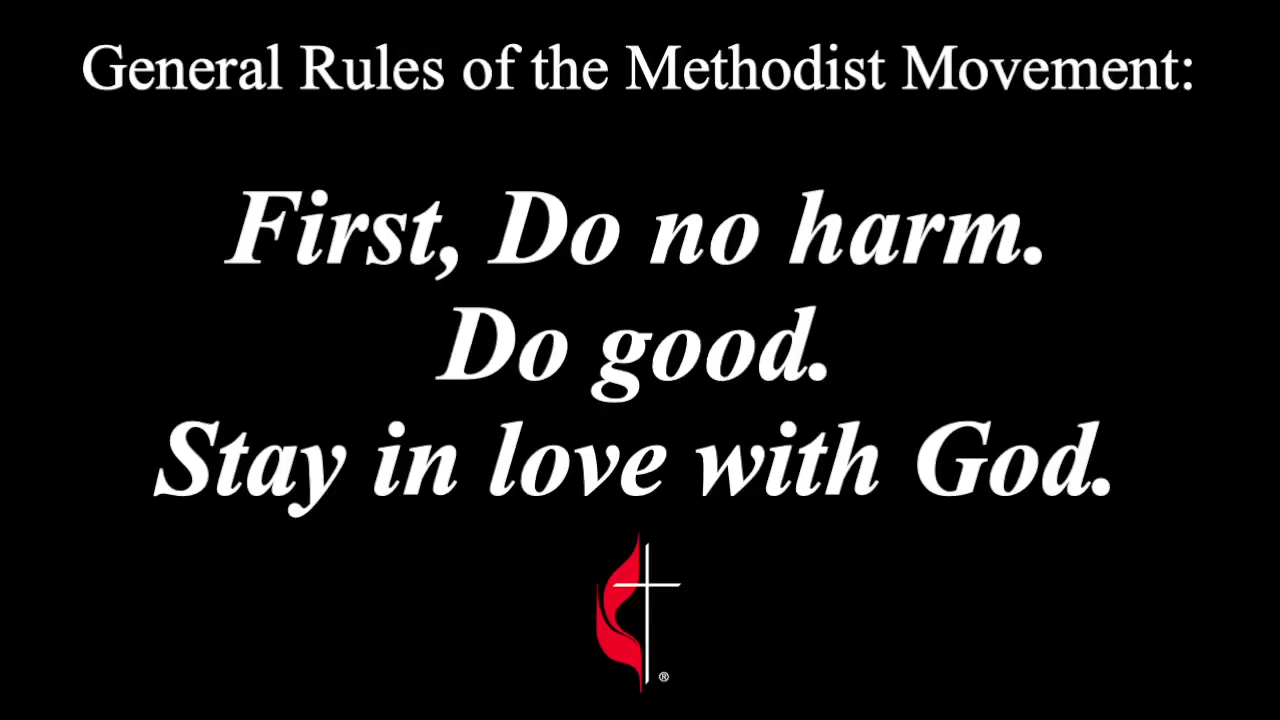 General Rules of the Methodist Movement:
First, Do no harm.
Do good.
Stay in love with God.
®